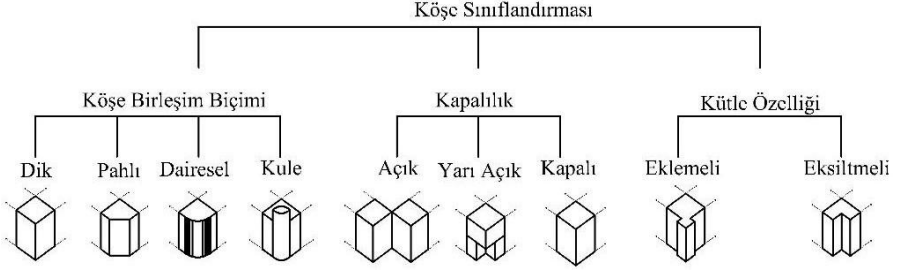 Köşe Sınıflandırması
Köşe Birleşim Biçimi
Kapalılık
Kütle Özelliği
Dik
Pahlı
Dairesel
Kule
Açık
Yarı Açık
Kapalı
Eklemeli
Eksiltmeli